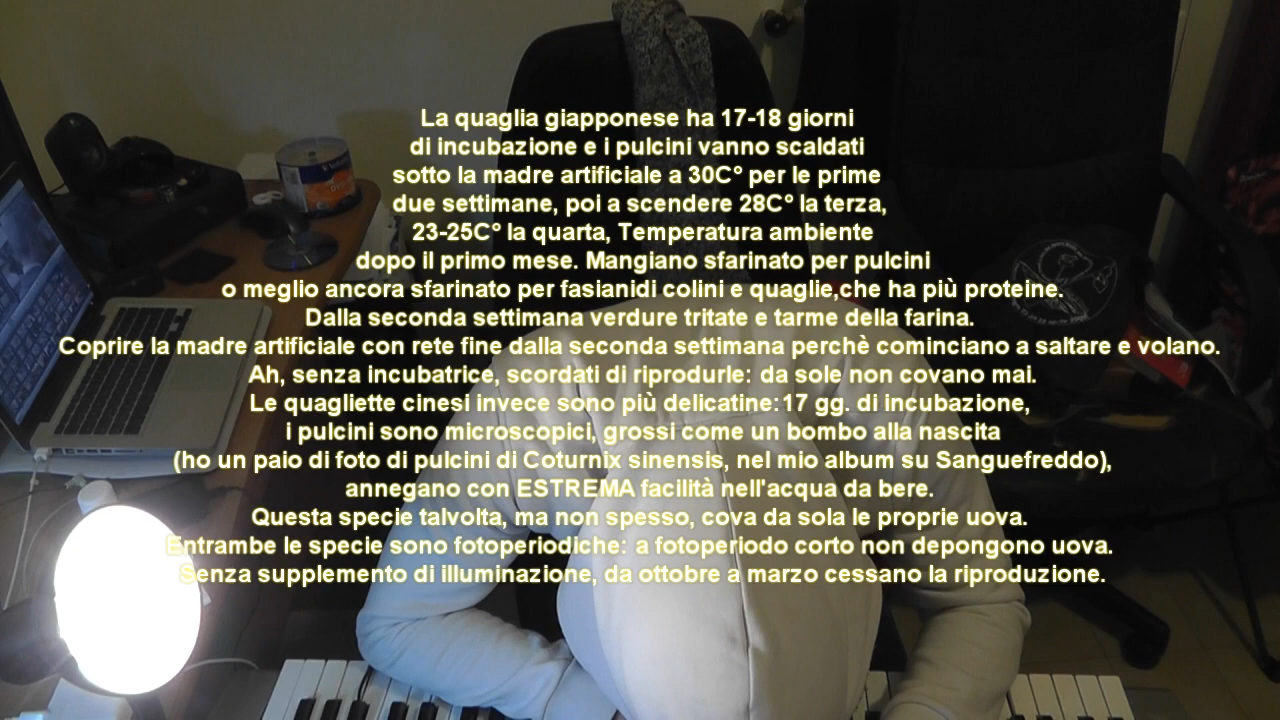 La quaglia giapponese ha 17-18 giorni
di incubazione e i pulcini vanno scaldati
sotto la madre artificiale a 30C° per le prime
due settimane, poi a scendere 28C° la terza,
23-25C° la quarta, Temperatura ambiente
dopo il primo mese. Mangiano sfarinato per pulcini
o meglio ancora sfarinato per fasianidi colini e quaglie,che ha più proteine.
Dalla seconda settimana verdure tritate e tarme della farina.
Coprire la madre artificiale con rete fine dalla seconda settimana perchè cominciano a saltare e volano.
Ah, senza incubatrice, scordati di riprodurle: da sole non covano mai.
Le quagliette cinesi invece sono più delicatine:17 gg. di incubazione,
i pulcini sono microscopici, grossi come un bombo alla nascita
(ho un paio di foto di pulcini di Coturnix sinensis, nel mio album su Sanguefreddo),
annegano con ESTREMA facilità nell'acqua da bere.
Questa specie talvolta, ma non spesso, cova da sola le proprie uova.
Entrambe le specie sono fotoperiodiche: a fotoperiodo corto non depongono uova.
Senza supplemento di illuminazione, da ottobre a marzo cessano la riproduzione.